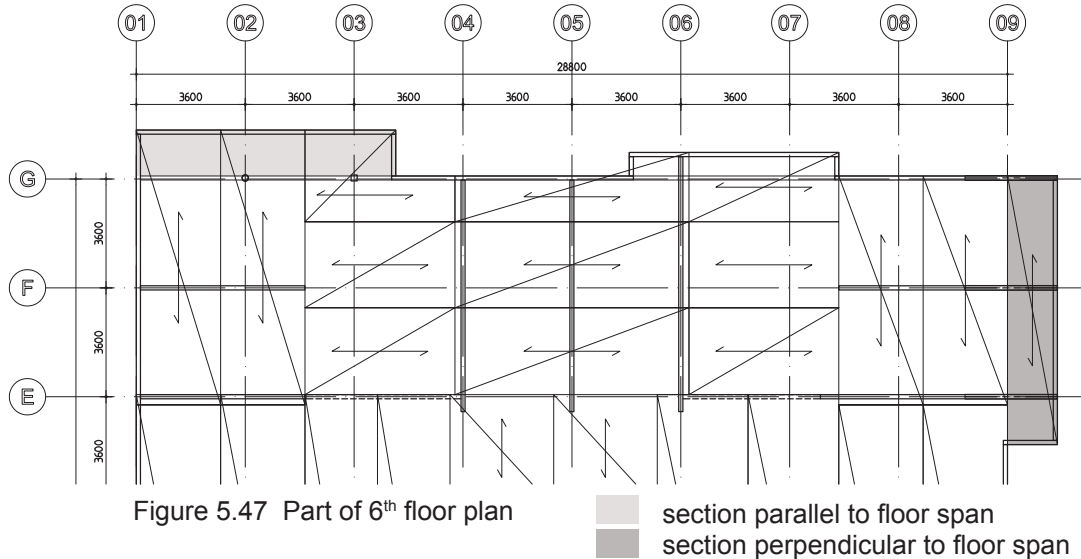 01 02 03 04 05 06 07 08 09
28800
3600 3600 3600 3600 3600 3600 3600 3600
G
3600
F
3600
E
3600
Figure 5.47 Part of 6th floor plan
section parallel to floor span
section perpendicular to floor span